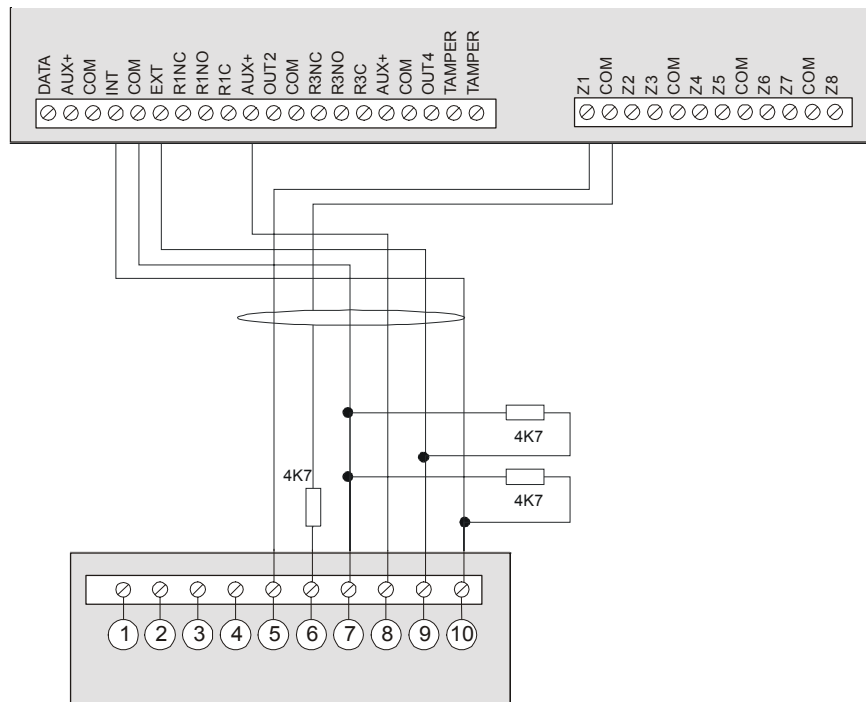 DATA
AUX+
COM
INT
COM
EXT
R1NC
R1NO
R1C
AUX+
OUT2
COM
R3NC
R3NO
R3C
AUX+
COM
OUT4
TAMPER
TAMPER
Z1
COM
Z2
Z3
COM
Z4
Z5
COM
Z6
Z7
COM
Z8
4K7
4K7
4K7
1 2 3 4 5 6 7 8 9 10